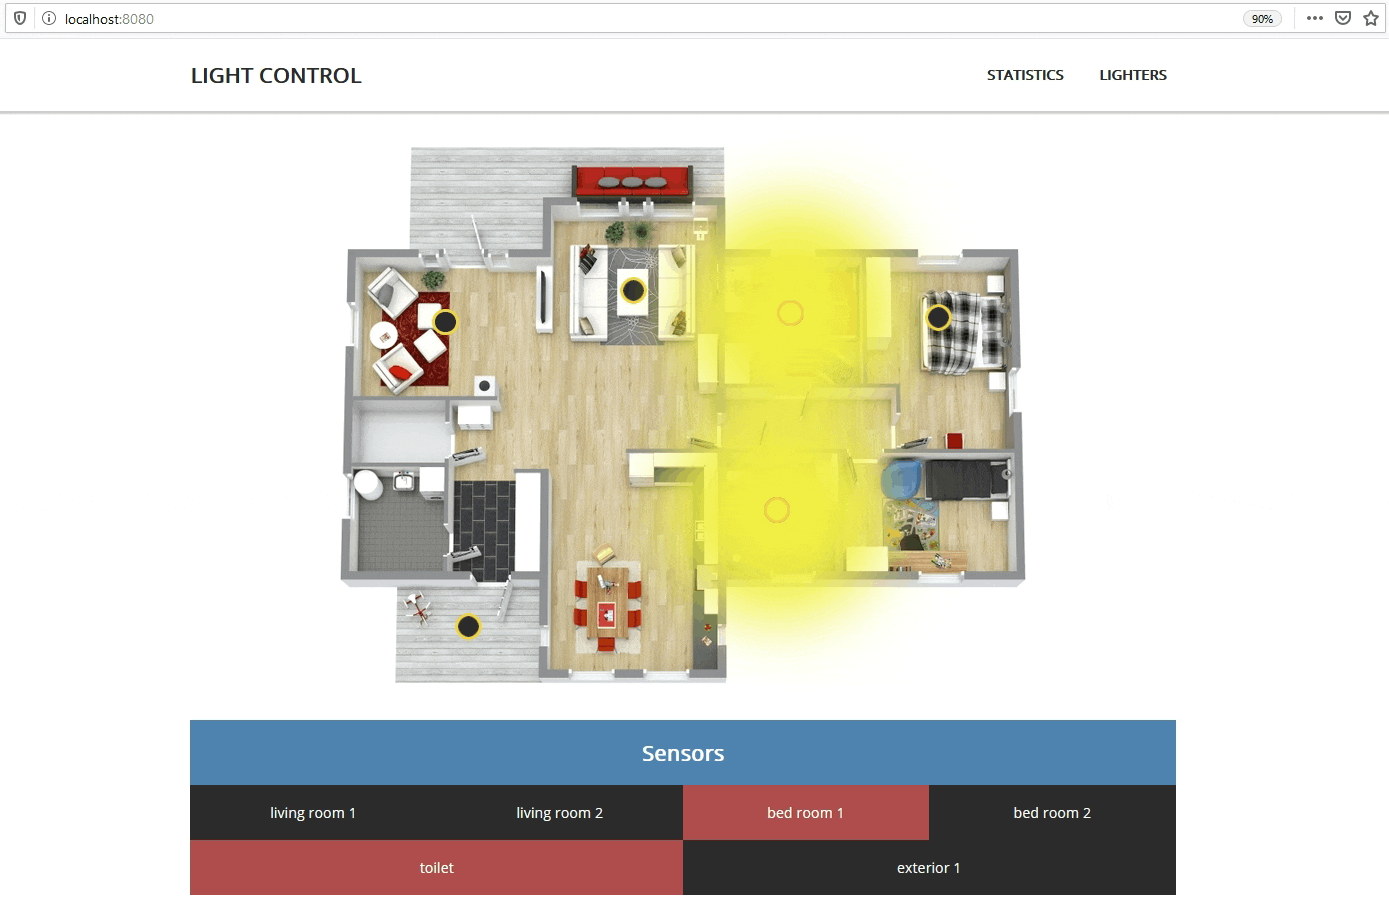 localhost:8080
90%
LIGHT CONTROL
STATISTICS
LIGHTERS
Sensors
living room 1
living room 2
bed room 1
bed room 2
toilet
exterior 1